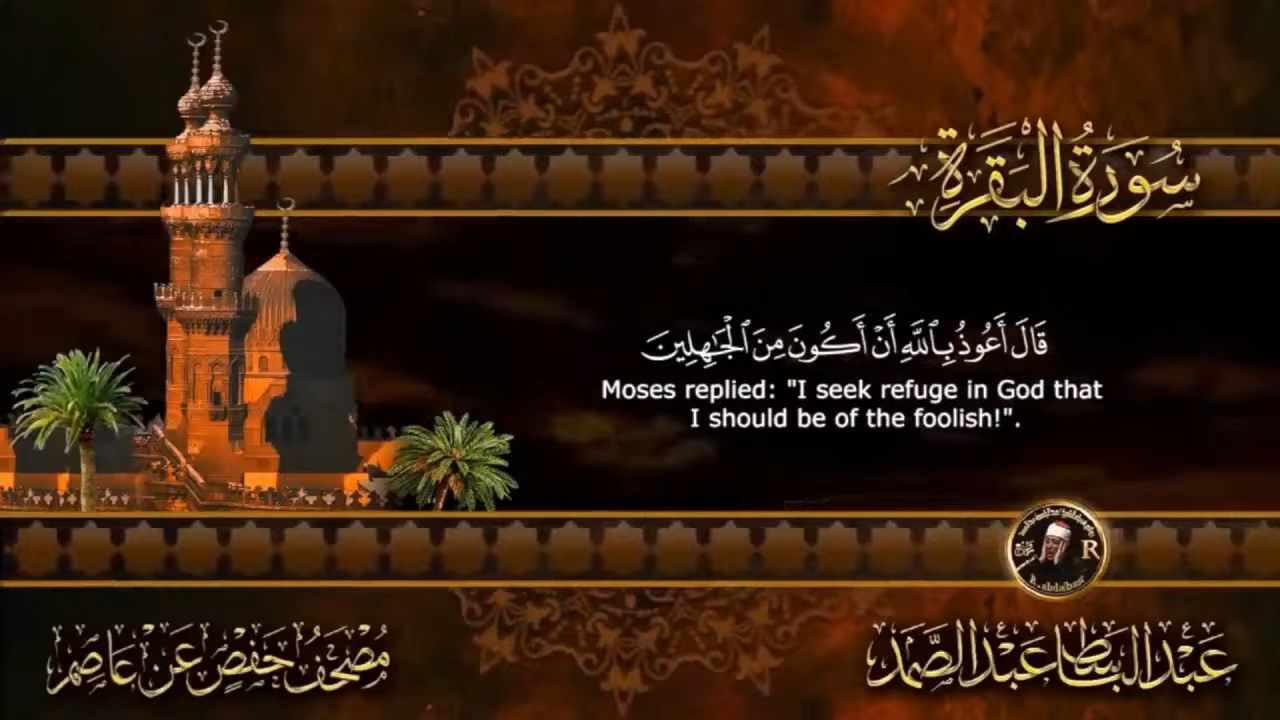 سُورَةُ الْبَقَرَةِ
قَالَ أَعُوذُ بِٱللَّهِ أَنْ أَكُونَ مِنَ ٱلْجَٰهِلِينَ
Moses replied: "I seek refuge in God that
I should be of the foolish!".
R
عَبْدُ الْبَاسِط عَبْدُ الصَّمَد
مُصْحَفُ حَفْصٍ عَنْ عَاصِم